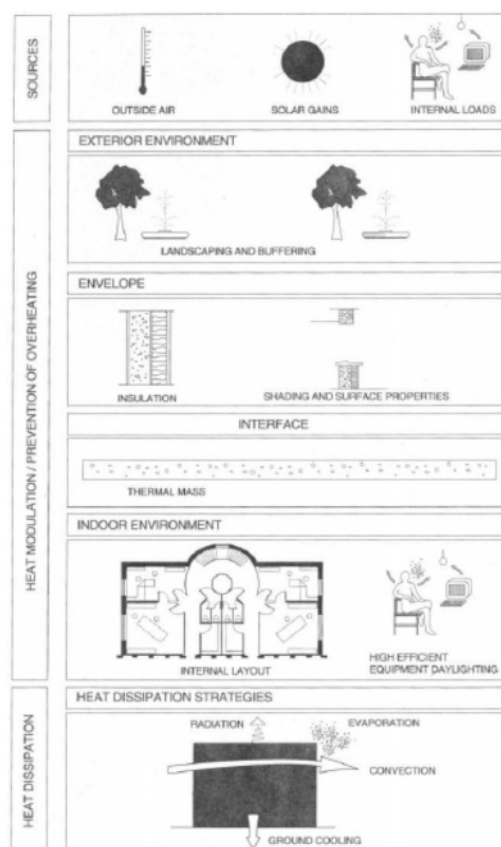 SOURCES
OUTSIDE AIR
SOLAR GAINS
INTERNAL LOADS
HEAT MODULATION / PREVENTION OF OVERHEATING
EXTERIOR ENVIRONMENT
LANDSCAPING AND BUFFERING
ENVELOPE
INSULATION
SHADING AND SURFACE PROPERTIES
INTERFACE
THERMAL MASS
INDOOR ENVIRONMENT
INTERNAL LAYOUT
HIGH EFFICIENT
EQUIPMENT DAYLIGHTING
HEAT DISSIPATION
HEAT DISSIPATION STRATEGIES
RADIATION
EVAPORATION
CONVECTION
GROUND COOLING